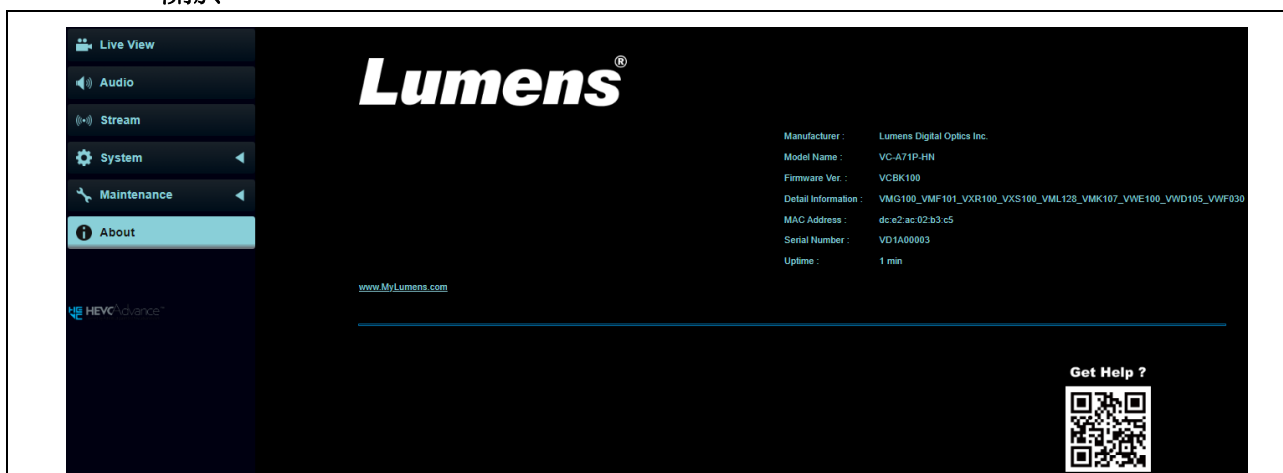 Live View
Audio
Stream
System
Maintenance
About
HEVC Advance™
Lumens®
Manufacturer : Lumens Digital Optics Inc.
Model Name : VC-A71P-HN
Firmware Ver. : VCBK100
Detail Information : VMG100_VMF101_VXR100_VXS100_VML128_VMK107_VWE100_VWD105_VWF030
MAC Address : dc:e2:ac:02:b3:c5
Serial Number : VD1A00003
Uptime : 1 min
www.MyLumens.com
Get Help ?